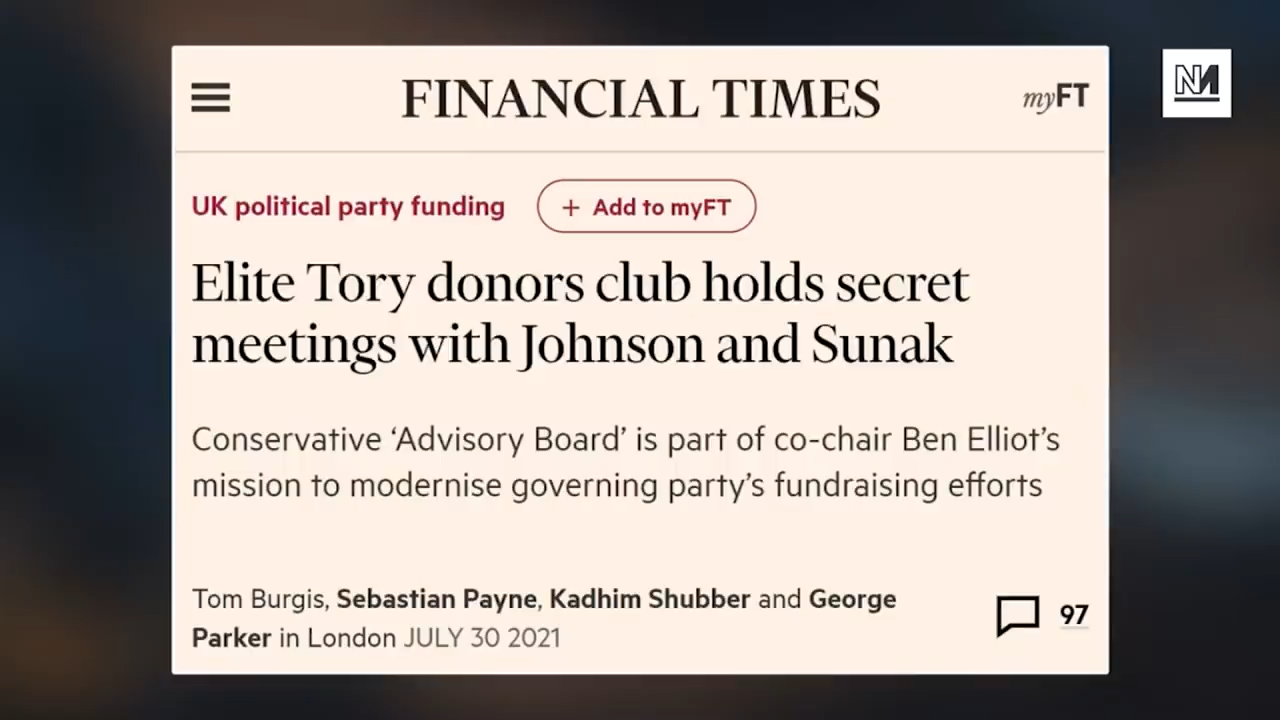 FINANCIAL TIMES
myFT
NM
UK political party funding
+ Add to myFT
Elite Tory donors club holds secret
meetings with Johnson and Sunak
Conservative ‘Advisory Board’ is part of co-chair Ben Elliot’s
mission to modernise governing party’s fundraising efforts
Tom Burgis, Sebastian Payne, Kadhim Shubber and George
Parker in London JULY 30 2021
97